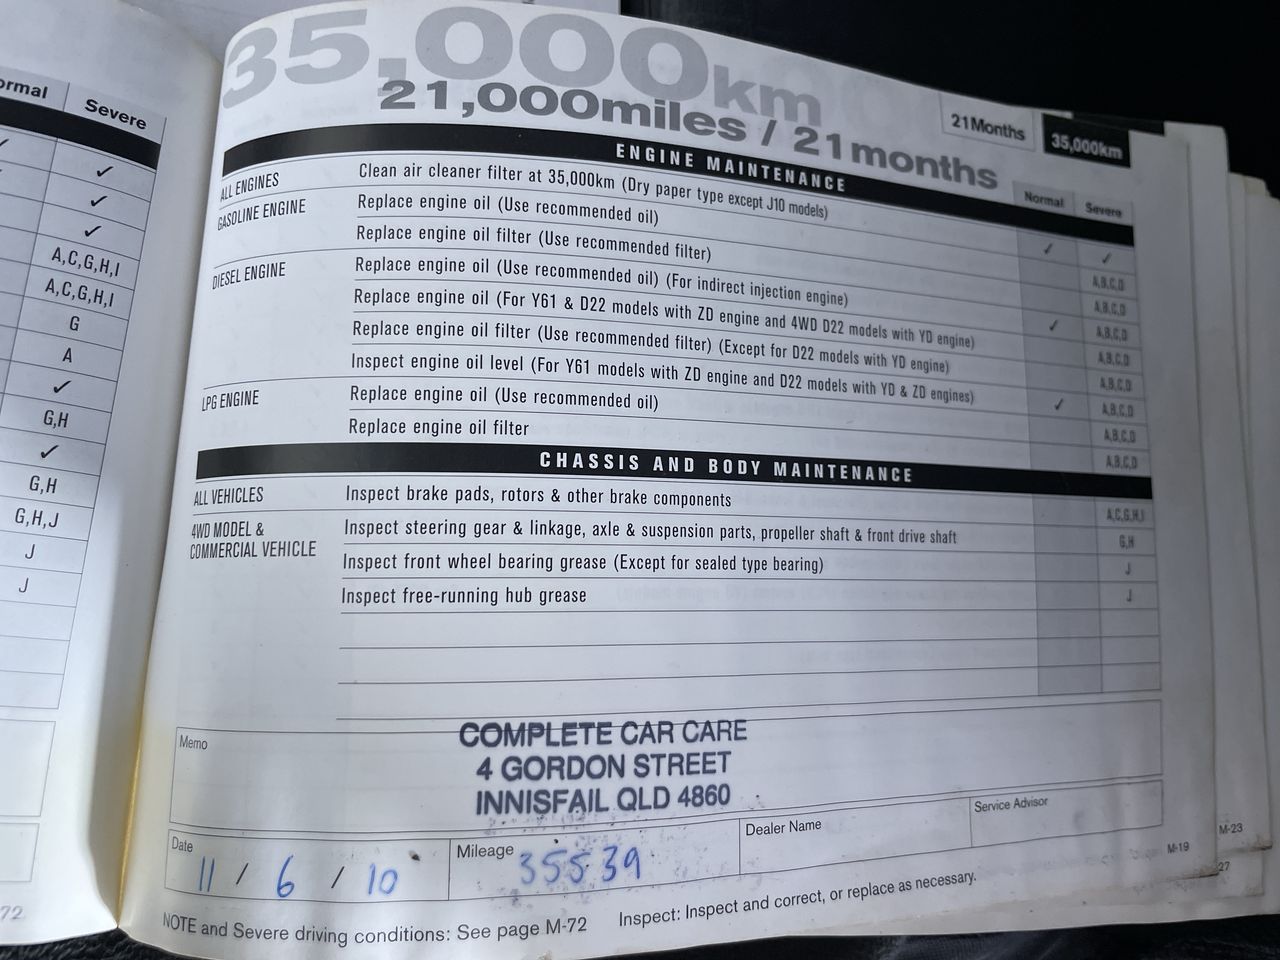 ormal Severe
✓ ✓
✓
✓
A,C,G,H,I
A,C,G,H,I
G
A
✓
G,H
✓
G,H
G,H,J
J
J
72
35,000km
21,000miles / 21months
21Months 35,000km
ENGINE MAINTENANCE
Normal Severe
ALL ENGINES Clean air cleaner filter at 35,000km (Dry paper type except J10 models) ✓ ✓
GASOLINE ENGINE Replace engine oil (Use recommended oil) A,B,C,D
Replace engine oil filter (Use recommended filter) A,B,C,D
DIESEL ENGINE Replace engine oil (Use recommended oil) (For indirect injection engine) ✓ A,B,C,D
Replace engine oil (For Y61 & D22 models with ZD engine and 4WD D22 models with YD engine) A,B,C,D
Replace engine oil filter (Use recommended filter) (Except for D22 models with YD engine) A,B,C,D
Inspect engine oil level (For Y61 models with ZD engine and D22 models with YD & ZD engines) ✓ A,B,C,D
LPG ENGINE Replace engine oil (Use recommended oil) A,B,C,D
Replace engine oil filter A,B,C,D
CHASSIS AND BODY MAINTENANCE
ALL VEHICLES Inspect brake pads, rotors & other brake components A,C,G,H,I
4WD MODEL & Inspect steering gear & linkage, axle & suspension parts, propeller shaft & front drive shaft G,H
COMMERCIAL VEHICLE
Inspect front wheel bearing grease (Except for sealed type bearing) J
Inspect free-running hub grease J
Memo
COMPLETE CAR CARE
4 GORDON STREET
INNISFAIL QLD 4860
Date 11 / 6 / 10 Mileage 35539 Dealer Name Service Advisor
NOTE and Severe driving conditions: See page M-72 Inspect: Inspect and correct, or replace as necessary.
M-19
M-23
27